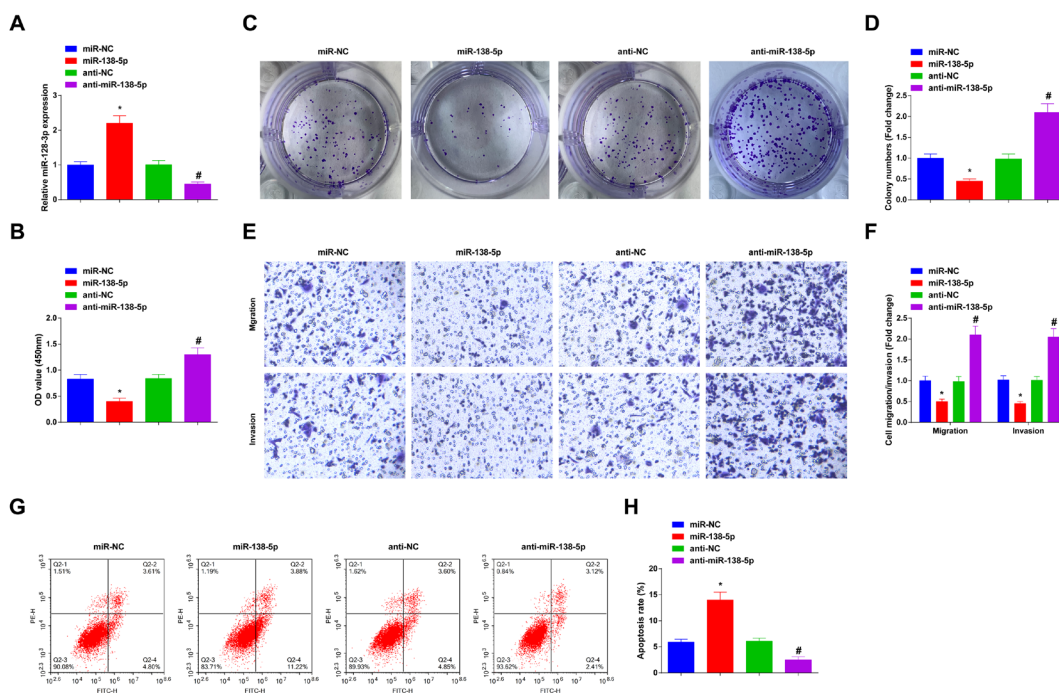 A
miR-NC
miR-138-5p
anti-NC
anti-miR-138-5p
Relative miR-128-3p expression
3
2
1
0
*
#
B
miR-NC
miR-138-5p
anti-NC
anti-miR-138-5p
OD value (450nm)
2.0
1.5
1.0
0.5
0.0
*
#
C
miR-NC miR-138-5p anti-NC anti-miR-138-5p
D
miR-NC
miR-138-5p
anti-NC
anti-miR-138-5p
Colony numbers (Fold change)
2.5
2.0
1.5
1.0
0.5
0.0
*
#
E
miR-NC miR-138-5p anti-NC anti-miR-138-5p
Mgration
Invasion
F
miR-NC
miR-138-5p
anti-NC
anti-miR-138-5p
Cell migration/invasion (Fold change)
2.5
2.0
1.5
1.0
0.5
0.0
* # * #
Migration Invasion
G
miR-NC
Q2-1 Q2-2
1.51% 3.61%
Q2-3 Q2-4
90.08% 4.80%
PE-H
FITC-H
miR-138-5p
Q2-1 Q2-2
1.19% 3.88%
Q2-3 Q2-4
83.71% 11.22%
PE-H
FITC-H
anti-NC
Q2-1 Q2-2
1.62% 3.60%
Q2-3 Q2-4
89.93% 4.85%
PE-H
FITC-H
anti-miR-138-5p
Q2-1 Q2-2
3.12%
Q2-3 Q2-4
93.62% 2.41%
PE-H
FITC-H
H
miR-NC
miR-138-5p
anti-NC
anti-miR-138-5p
Apoptosis rate (%)
20
15
10
5
0
*
#